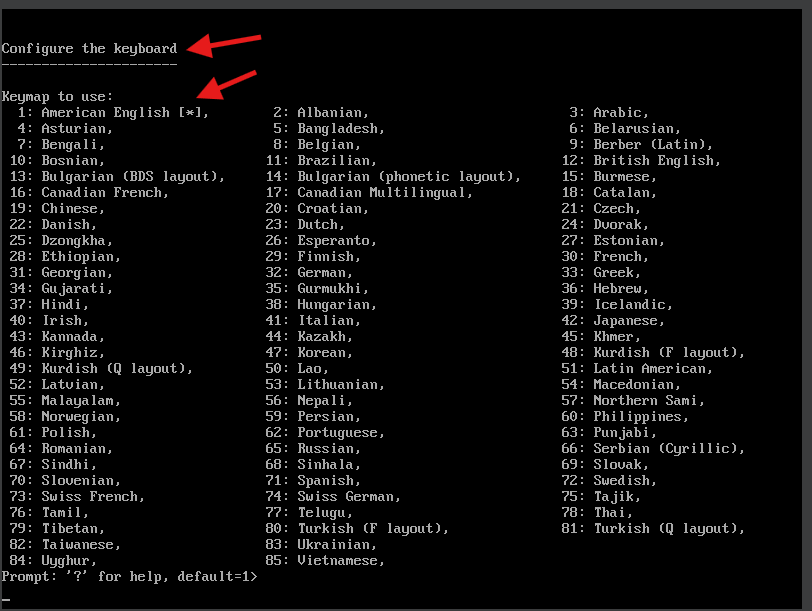 Configure the keyboard
----------------------
Keymap to use:
1: American English [*], 2: Albanian, 3: Arabic,
4: Asturian, 5: Bangladesh, 6: Belarusian,
7: Bengali, 8: Belgian, 9: Berber (Latin),
10: Bosnian, 11: Brazilian, 12: British English,
13: Bulgarian (BDS layout), 14: Bulgarian (phonetic layout), 15: Burmese,
16: Canadian French, 17: Canadian Multilingual, 18: Catalan,
19: Chinese, 20: Croatian, 21: Czech,
22: Danish, 23: Dutch, 24: Dvorak,
25: Dzongkha, 26: Esperanto, 27: Estonian,
28: Ethiopian, 29: Finnish, 30: French,
31: Georgian, 32: German, 33: Greek,
34: Gujarati, 35: Gurmukhi, 36: Hebrew,
37: Hindi, 38: Hungarian, 39: Icelandic,
40: Irish, 41: Italian, 42: Japanese,
43: Kannada, 44: Kazakh, 45: Khmer,
46: Kirghiz, 47: Korean, 48: Kurdish (F layout),
49: Kurdish (Q layout), 50: Lao, 51: Latin American,
52: Latvian, 53: Lithuanian, 54: Macedonian,
55: Malayalam, 56: Nepali, 57: Northern Sami,
58: Norwegian, 59: Persian, 60: Philippines,
61: Polish, 62: Portuguese, 63: Punjabi,
64: Romanian, 65: Russian, 66: Serbian (Cyrillic),
67: Sindhi, 68: Sinhala, 69: Slovak,
70: Slovenian, 71: Spanish, 72: Swedish,
73: Swiss French, 74: Swiss German, 75: Tajik,
76: Tamil, 77: Telugu, 78: Thai,
79: Tibetan, 80: Turkish (F layout), 81: Turkish (Q layout),
82: Taiwanese, 83: Ukrainian,
84: Uyghur, 85: Vietnamese,
Prompt: '?' for help, default=1>
_